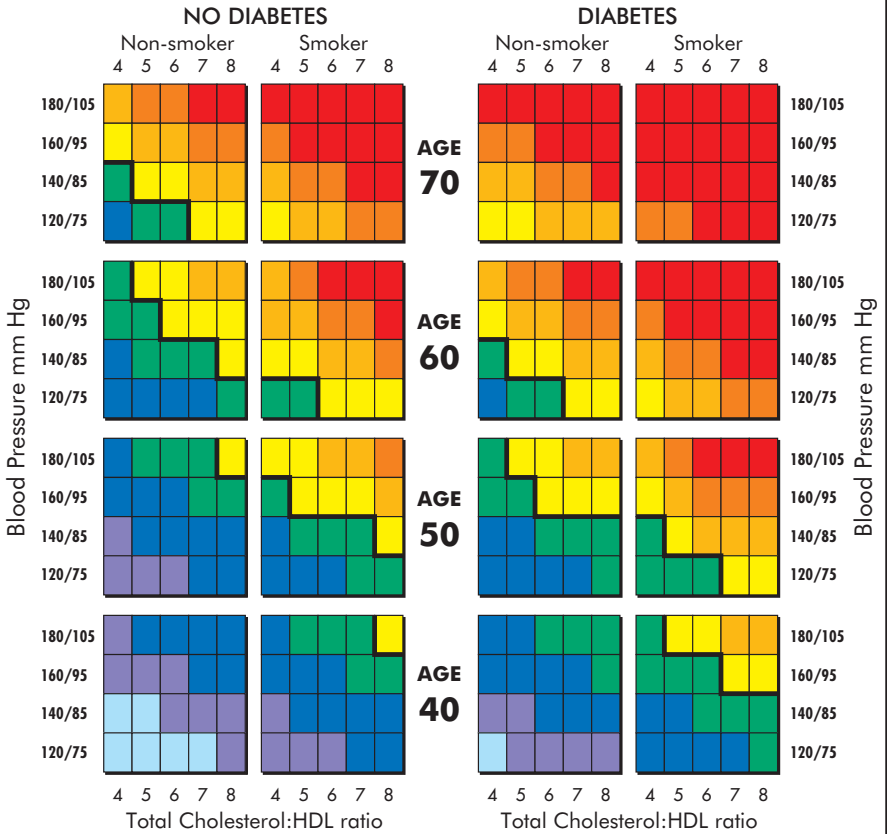 NO DIABETES DIABETES
Non-smoker Smoker Non-smoker Smoker
4 5 6 7 8 4 5 6 7 8 4 5 6 7 8 4 5 6 7 8
180/105 180/105
160/95 AGE 160/95
140/85 70 140/85
120/75 120/75
180/105 180/105
160/95 AGE 160/95
140/85 60 140/85
120/75 120/75
Blood Pressure mm Hg Blood Pressure mm Hg
180/105 180/105
160/95 AGE 160/95
140/85 50 140/85
120/75 120/75
180/105 180/105
160/95 AGE 160/95
140/85 40 140/85
120/75 120/75
4 5 6 7 8 4 5 6 7 8 4 5 6 7 8 4 5 6 7 8
Total Cholesterol:HDL ratio Total Cholesterol:HDL ratio